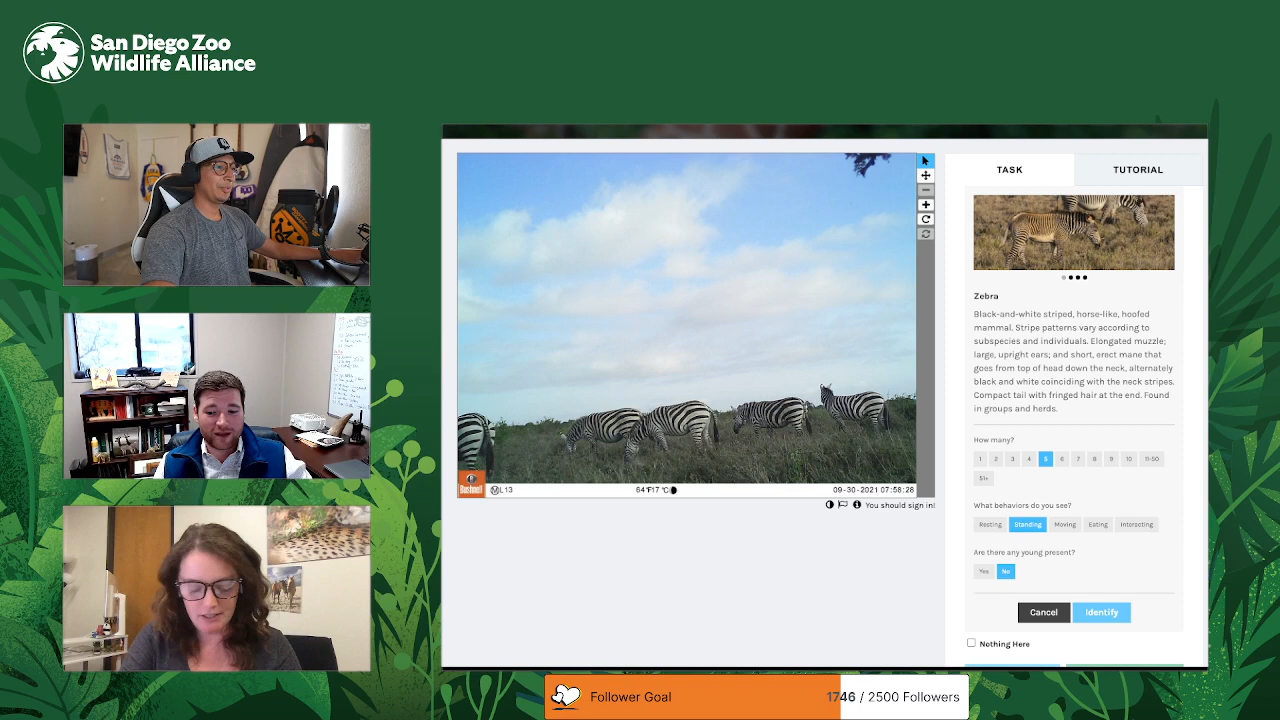 San Diego Zoo
Wildlife Alliance
Bushnell
M L13
64°F17 °C
09-30-2021 07:58:28
You should sign in!
TASK
TUTORIAL
Zebra
Black-and-white striped, horse-like, hoofed
mammal. Stripe patterns vary according to
subspecies and individuals. Elongated muzzle;
large, upright ears; and short, erect mane that
goes from top of head down the neck, alternately
black and white coinciding with the neck stripes.
Compact tail with fringed hair at the end. Found
in groups and herds.
How many?
1 2 3 4 5 6 7 8 9 10 11-50
51+
What behaviors do you see?
Resting Standing Moving Eating Interacting
Are there any young present?
Yes No
Cancel Identify
Nothing Here
Follower Goal
1746 / 2500 Followers